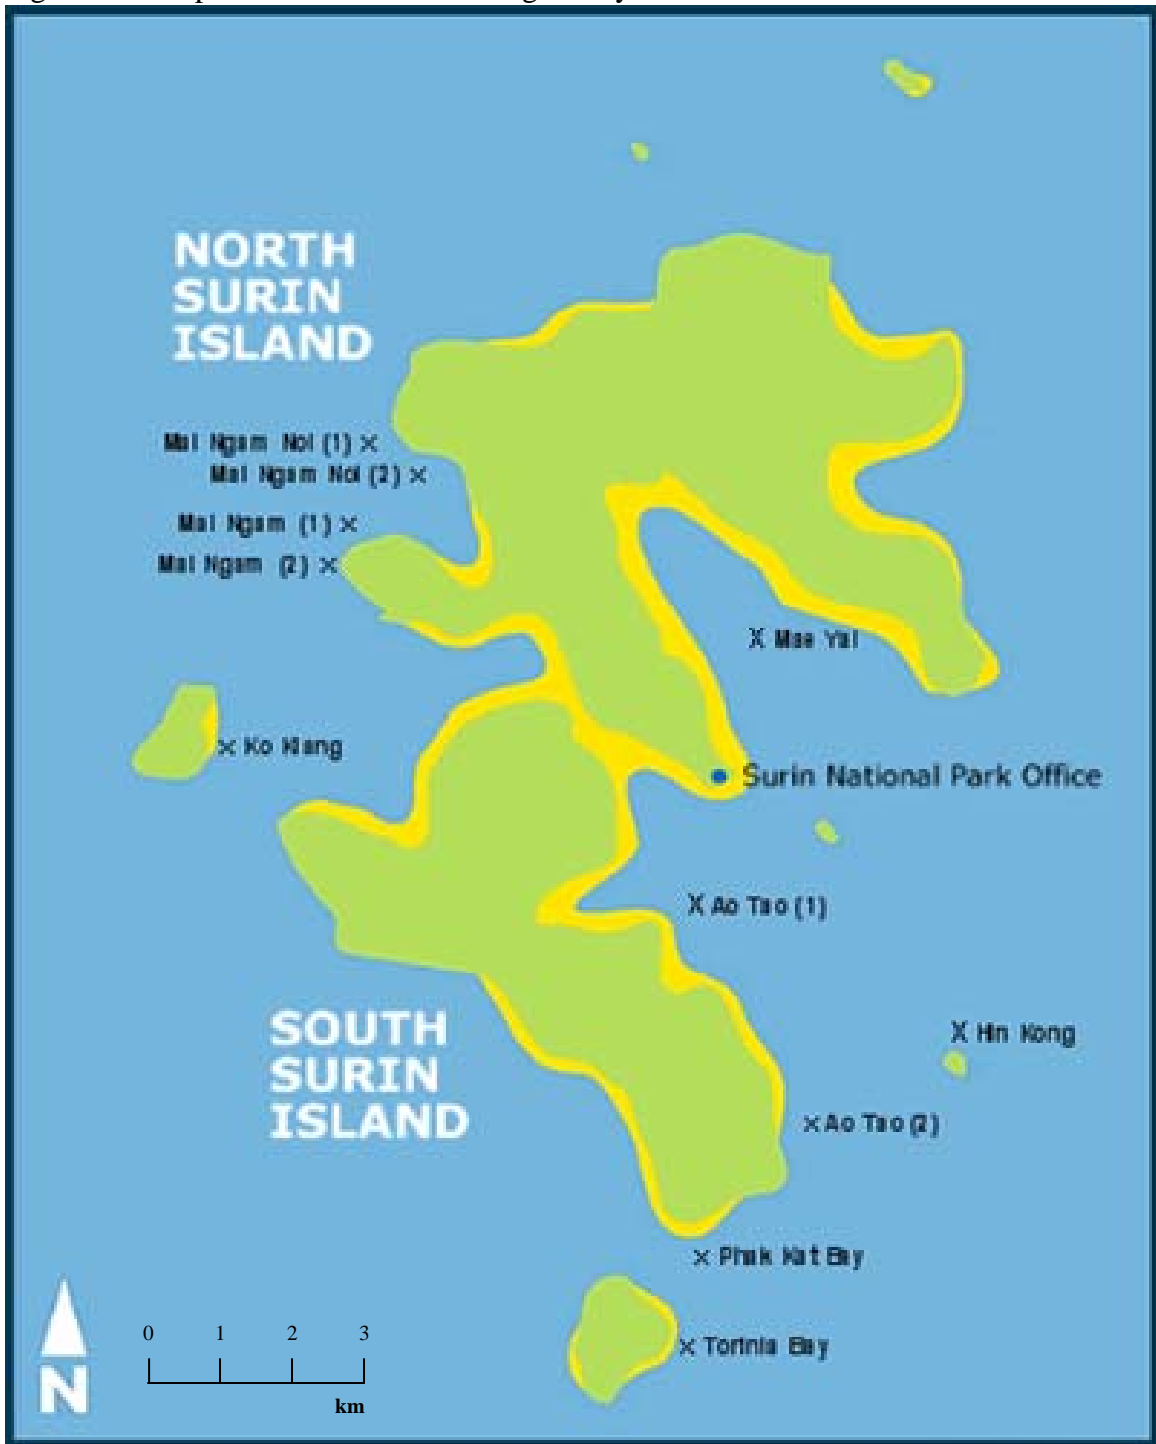 NORTH
SURIN
ISLAND
Mai Ngam Noi (1) X
Mai Ngam Noi (2) X
Mai Ngam (1) X
Mai Ngam (2) X
X Mae Yai
X Ko Klang
Surin National Park Office
X Ao Tao (1)
SOUTH
SURIN
ISLAND
X Hin Kong
X Ao Tao (2)
X Phak Kat Bay
X Torinla Bay
0 1 2 3
km
N